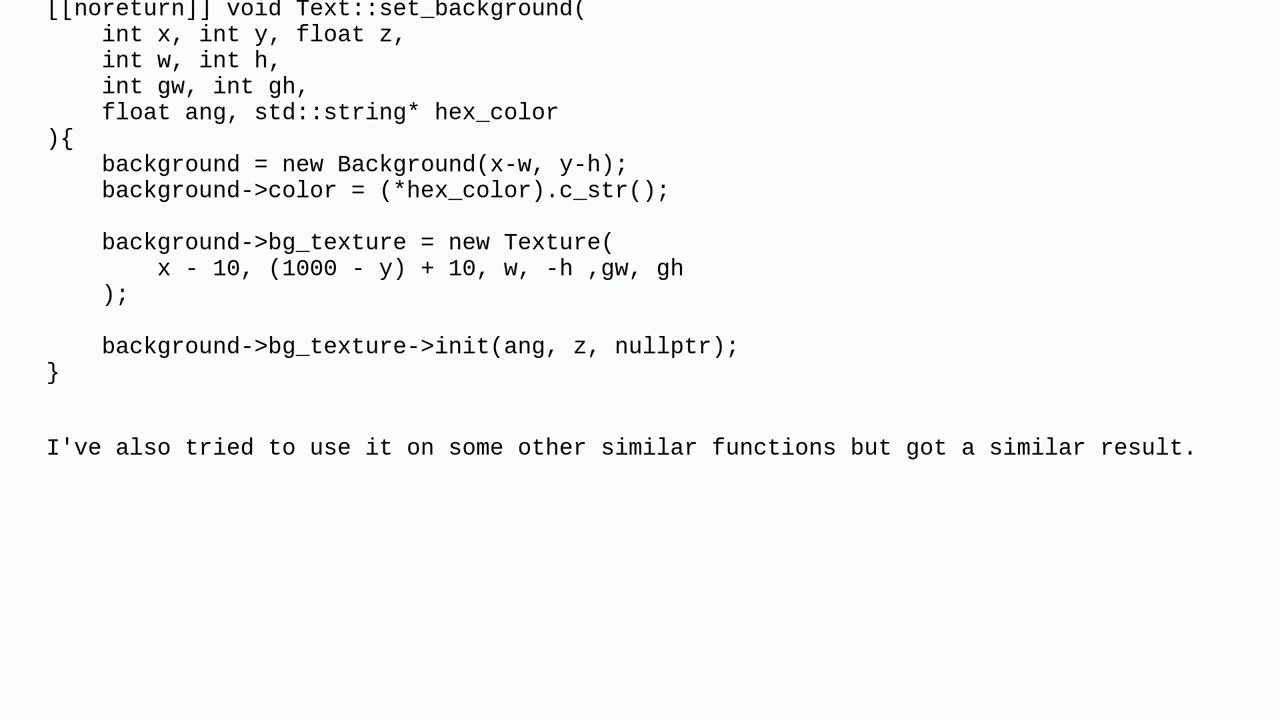 [[noreturn]] void Text::set_background(
    int x, int y, float z,
    int w, int h,
    int gw, int gh,
    float ang, std::string* hex_color
){
    background = new Background(x-w, y-h);
    background->color = (*hex_color).c_str();

    background->bg_texture = new Texture(
        x - 10, (1000 - y) + 10, w, -h ,gw, gh
    );

    background->bg_texture->init(ang, z, nullptr);
}

I've also tried to use it on some other similar functions but got a similar result.